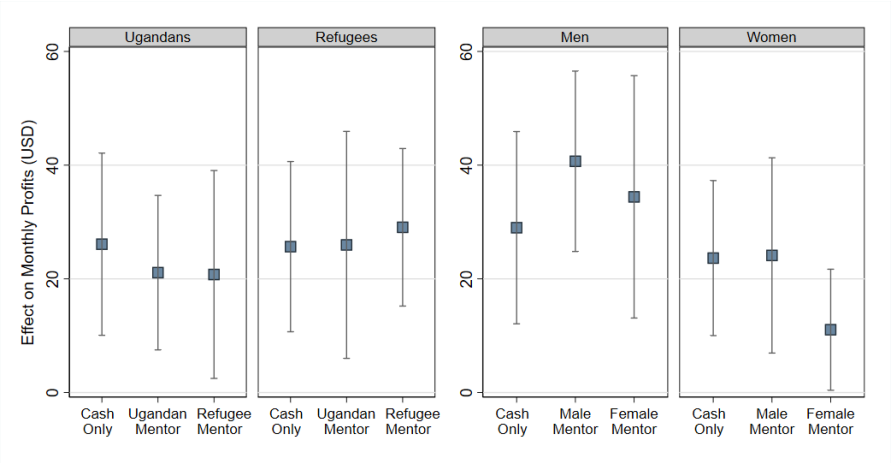 Ugandans
Refugees
Men
Women
Effect on Monthly Profits (USD)
60
40
20
0
60
40
20
0
Cash
Only
Ugandan
Mentor
Refugee
Mentor
Cash
Only
Ugandan
Mentor
Refugee
Mentor
Cash
Only
Male
Mentor
Female
Mentor
Cash
Only
Male
Mentor
Female
Mentor